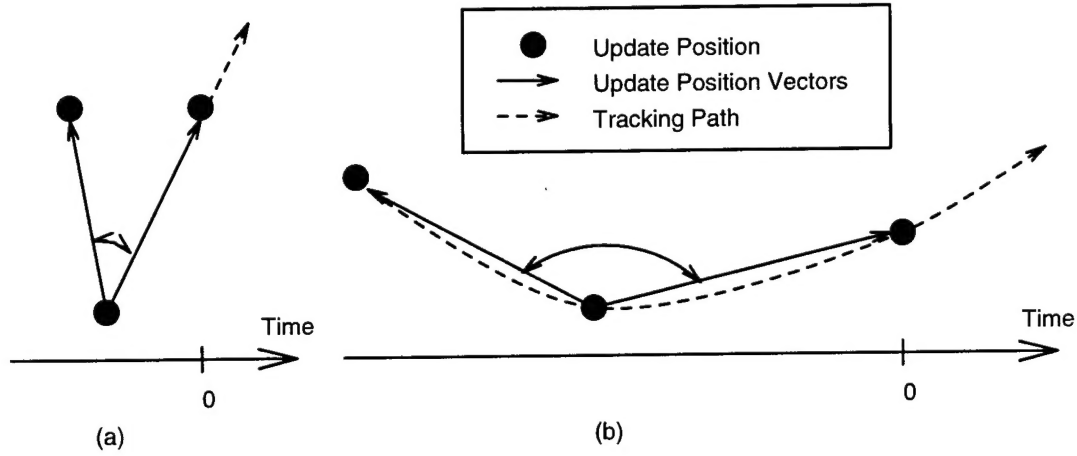 Update Position
Update Position Vectors
Tracking Path
Time
0
(a)
Time
0
(b)